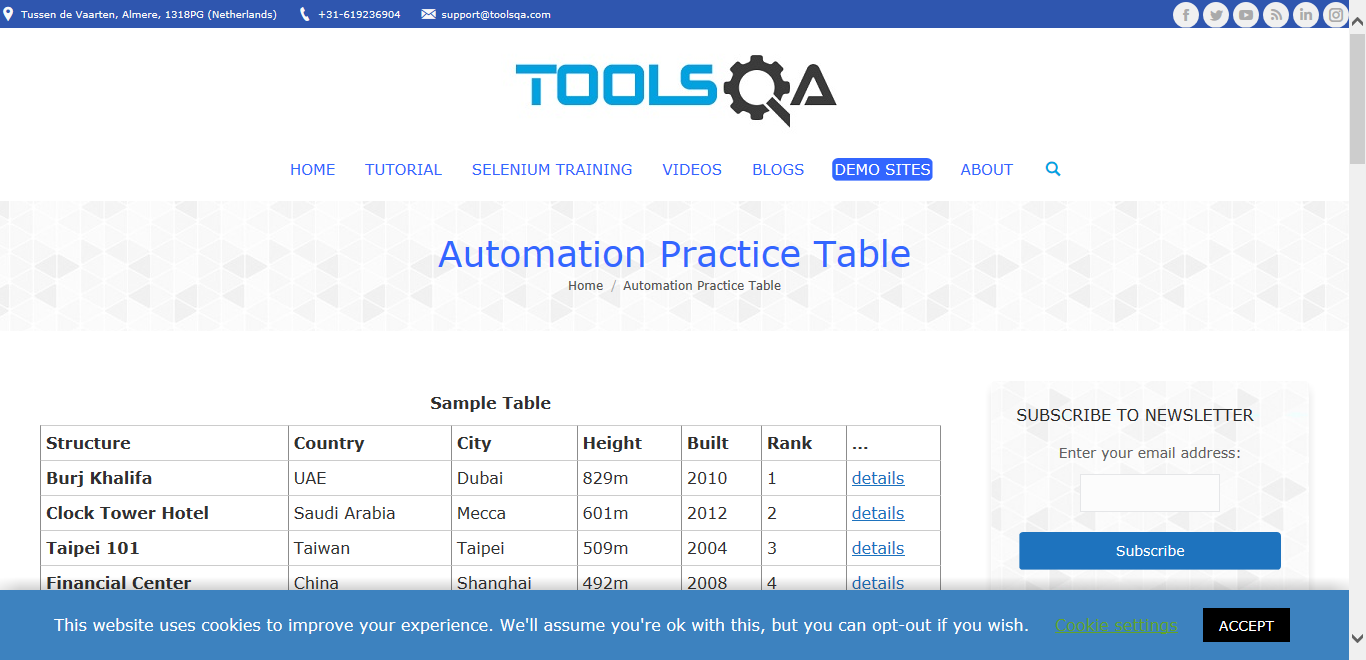 Tussen de Vaarten, Almere, 1318PG (Netherlands) +31-619236904 support@toolsqa.com
TOOLSQA
HOME TUTORIAL SELENIUM TRAINING VIDEOS BLOGS DEMO SITES ABOUT
Automation Practice Table
Home / Automation Practice Table
Sample Table
Structure Country City Height Built Rank ...
Burj Khalifa UAE Dubai 829m 2010 1 details
Clock Tower Hotel Saudi Arabia Mecca 601m 2012 2 details
Taipei 101 Taiwan Taipei 509m 2004 3 details
Financial Center China Shanghai 492m 2008 4 details
SUBSCRIBE TO NEWSLETTER
Enter your email address:
Subscribe
This website uses cookies to improve your experience. We'll assume you're ok with this, but you can opt-out if you wish. Cookie settings ACCEPT